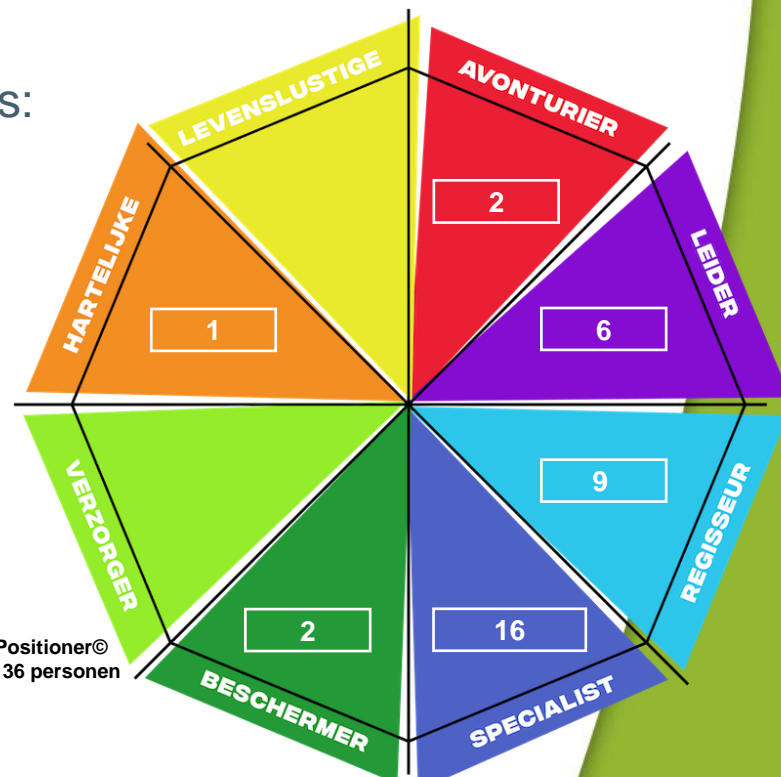 s:
LEVENSLUSTIGE
AVONTURIER
2
HARTELIJKE
LEIDER
1
6
VERZORGER
9
REGISSEUR
2
16
Positioner©
36 personen
BESCHERMER
SPECIALIST